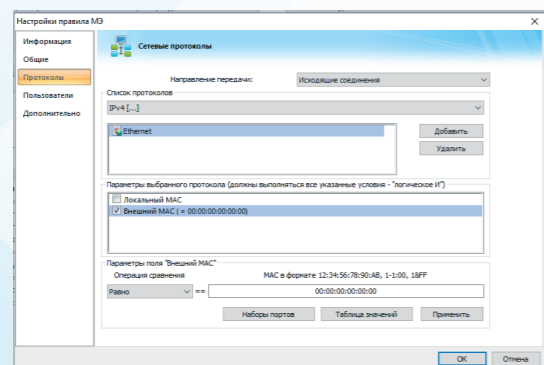 Настройки правила МЭ
Информация
Общие
Протоколы
Пользователи
Дополнительно
Сетевые протоколы
Направление передачи: Исходящие соединения
Список протоколов
IPv4 [...]
Ethernet
Добавить
Удалить
Параметры выбранного протокола (должны выполняться все указанные условия - "логическое И")
Локальный MAC
Внешний MAC ( = 00:00:00:00:00:00)
Параметры поля "Внешний MAC"
Операция сравнения MAC в формате 12:34:56:78:90:AB, 1-1:00, 1&FF
Равно == 00:00:00:00:00:00
Наборы портов Таблица значений Применить
OK Отмена